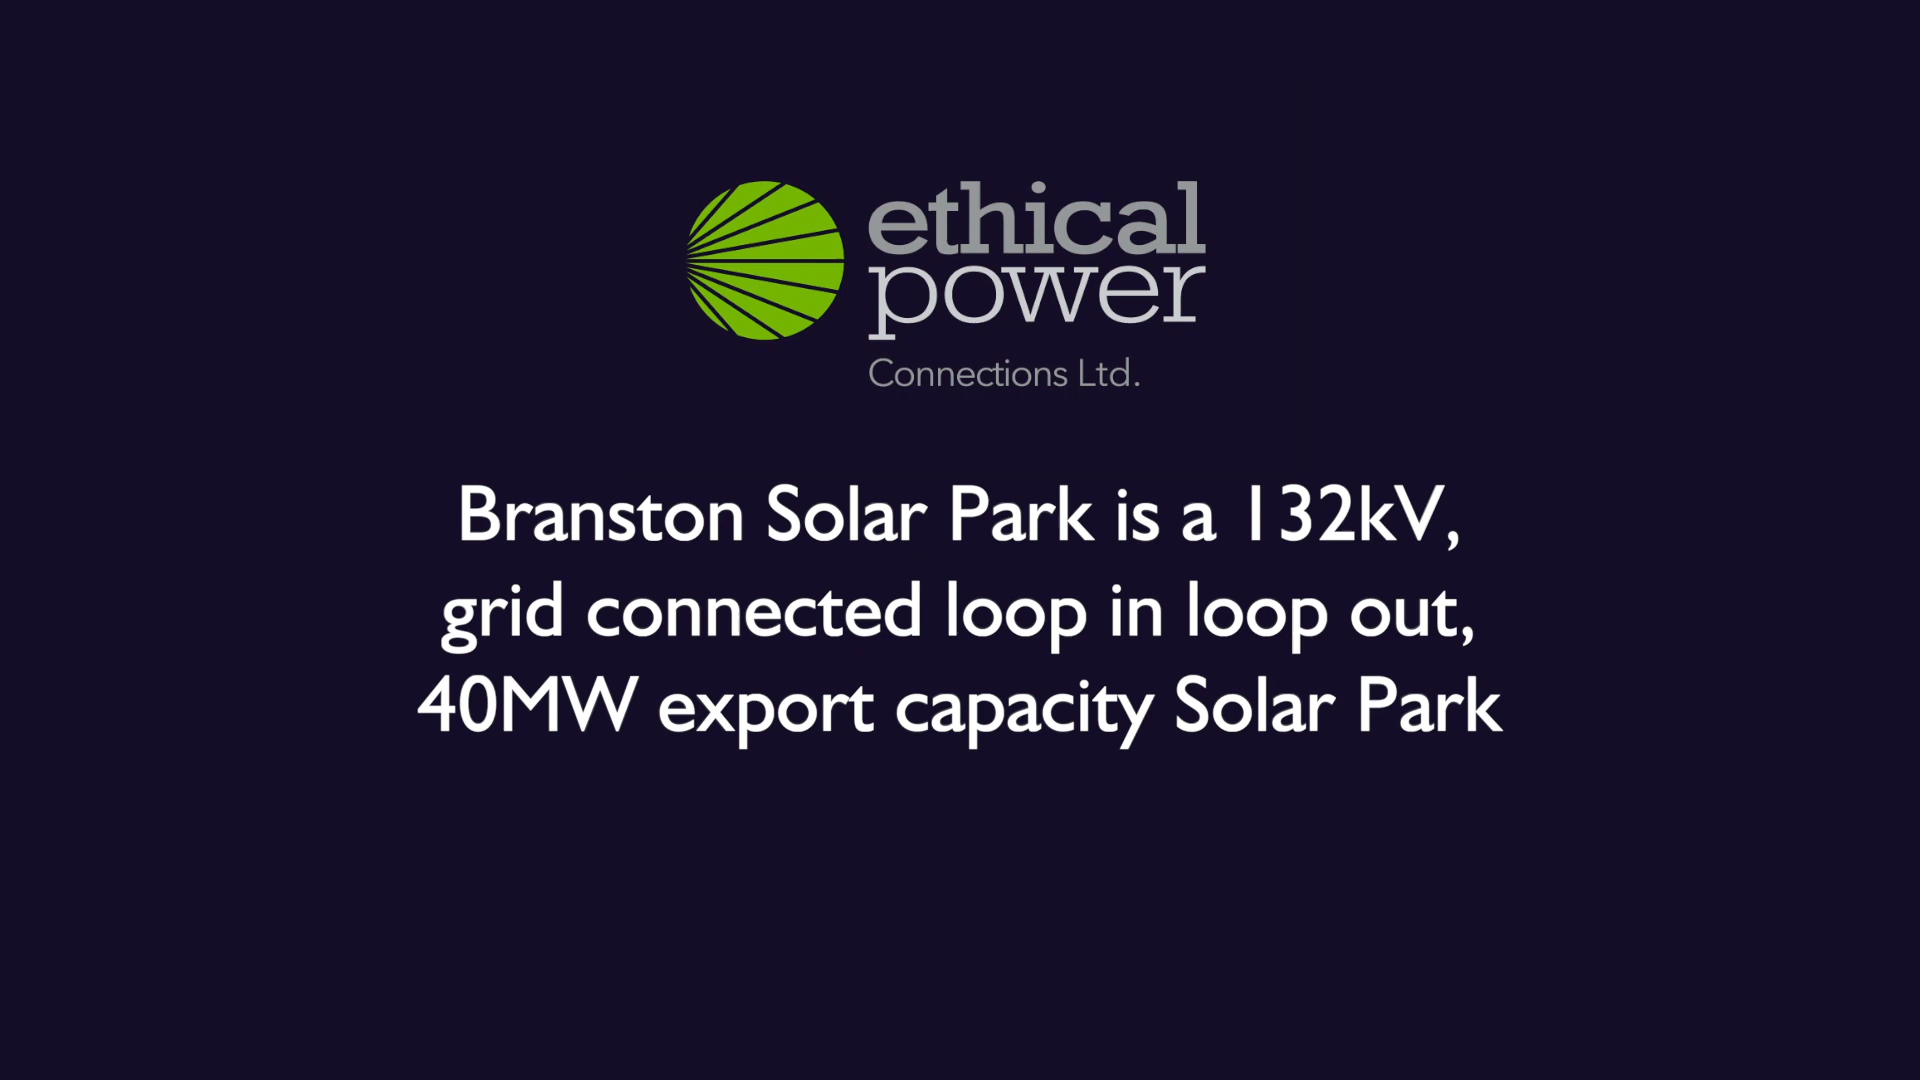 ethical
power
Connections Ltd.
Branston Solar Park is a 132kV,
grid connected loop in loop out,
40MW export capacity Solar Park